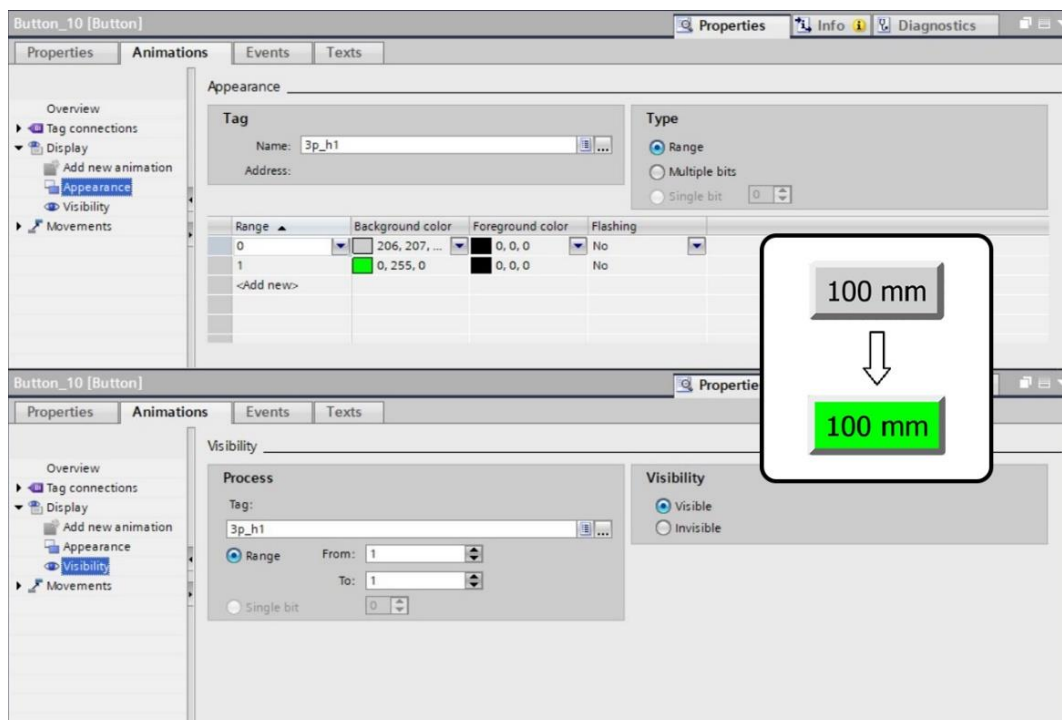 Button_10 [Button]
Properties Info Diagnostics
Properties Animations Events Texts
Appearance
Overview
Tag connections
Display
Add new animation
Appearance
Visibility
Movements
Tag
Name: 3p_h1
Address:
Type
Range
Multiple bits
Single bit 0
Range Background color Foreground color Flashing
0 206, 207, ... 0, 0, 0 No
1 0, 255, 0 0, 0, 0 No
<Add new>
100 mm
100 mm
Button_10 [Button]
Propertie
Properties Animations Events Texts
Visibility
Overview
Tag connections
Display
Add new animation
Appearance
Visibility
Movements
Process
Tag:
3p_h1
Range From: 1
To: 1
Single bit 0
Visibility
Visible
Invisible